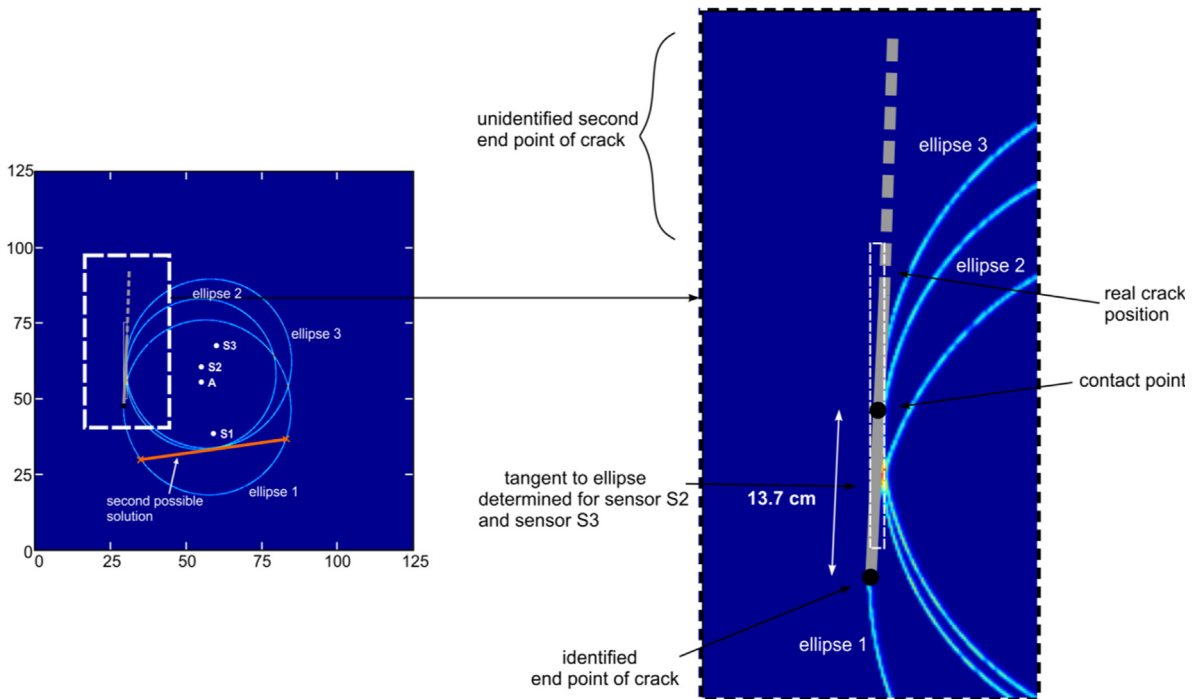 unidentified second
end point of crack
ellipse 3
ellipse 2
real crack
position
contact point
tangent to ellipse
determined for sensor S2
and sensor S3
13.7 cm
ellipse 1
identified
end point of crack
125
100
75
50
25
0
0
25
50
75
100
125
ellipse 2
ellipse 3
S3
S2
A
S1
ellipse 1
second possible
solution